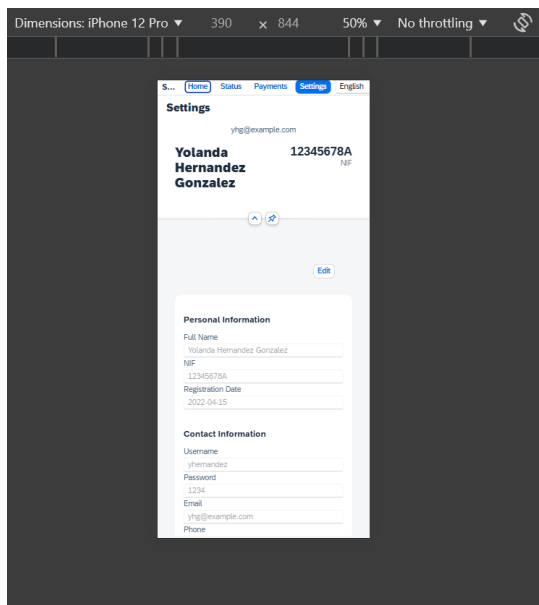 Dimensions: iPhone 12 Pro ▼ 390 × 844 50% ▼ No throttling ▼
S... Home Status Payments Settings English
Settings
yhg@example.com
Yolanda Hernandez Gonzalez 12345678A
NIF
Edit
Personal Information
Full Name
Yolanda Hernandez Gonzalez
NIF
12345678A
Registration Date
2022-04-15
Contact Information
Username
yhernandez
Password
1234
Email
yhg@example.com
Phone